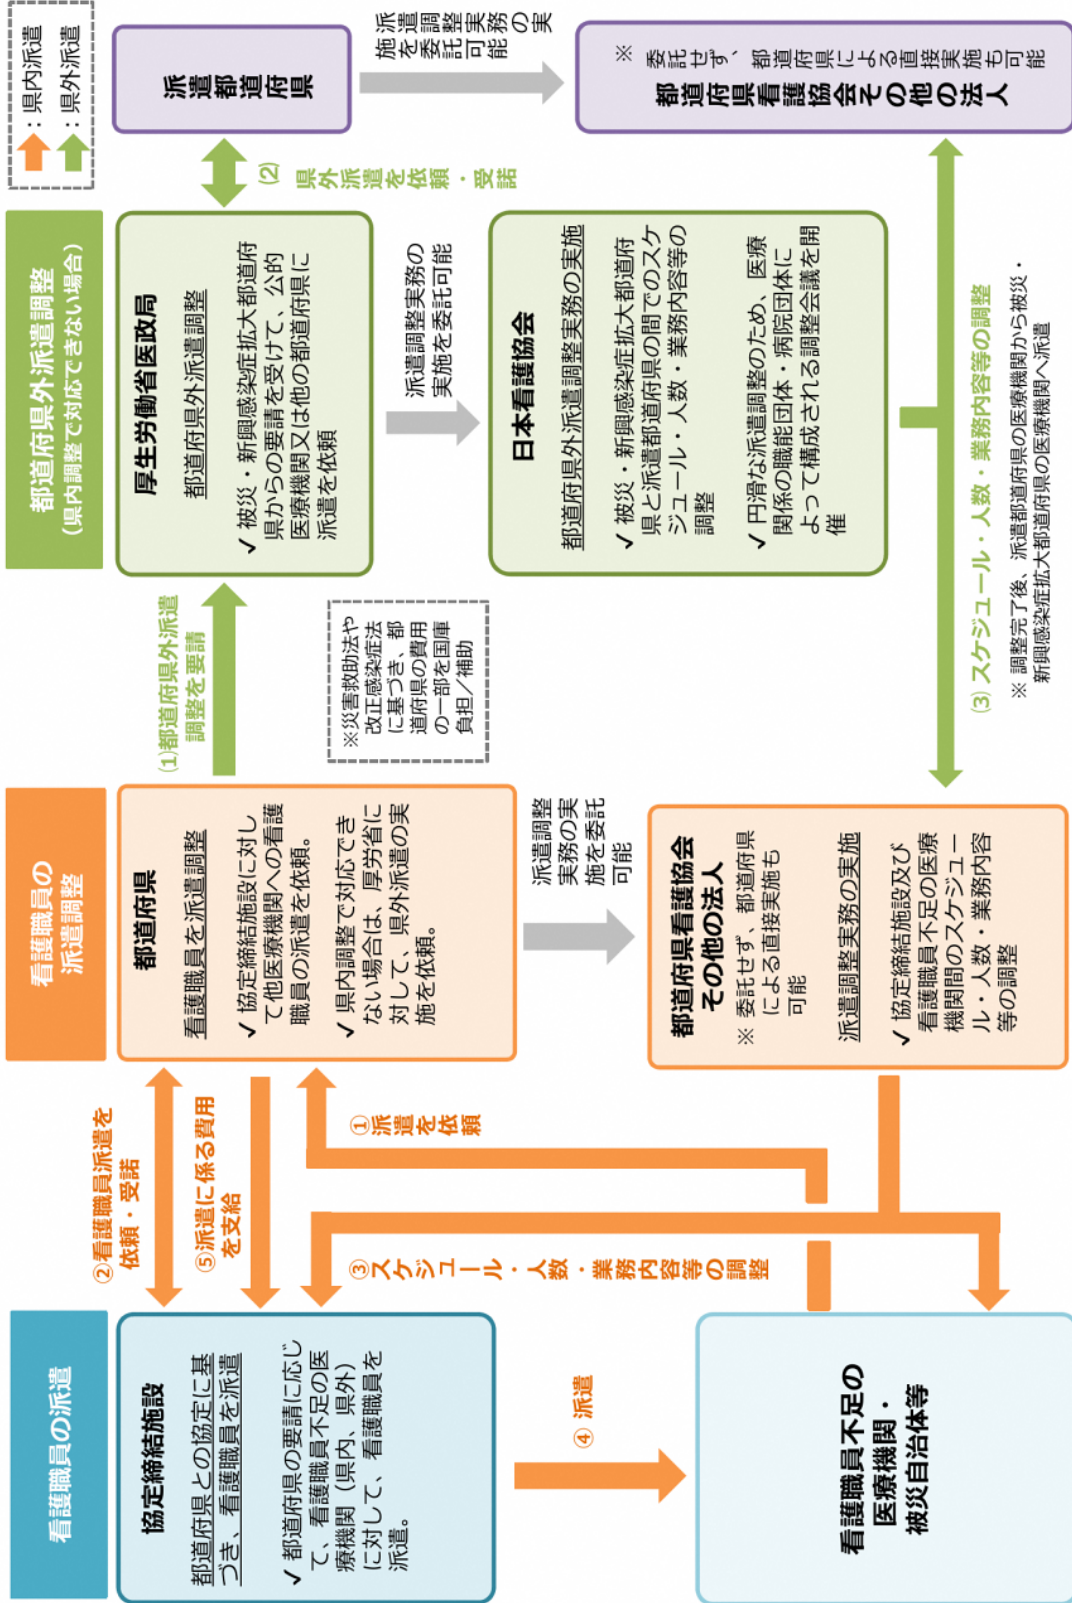 看護職員の派遣
協定締結施設
都道府県との協定に基
づき、看護職員を派遣
✓ 都道府県の要請に応じ
て、看護職員不足の医
療機関（県内、県外）
に対して、看護職員を
派遣。
④ 派遣
看護職員不足の
医療機関・
被災自治体等
②看護職員派遣を
依頼・受諾
⑤派遣に係る費用
を支給
①派遣を依頼
③スケジュール・人数・業務内容等の調整
看護職員の
派遣調整
都道府県
看護職員を派遣調整
✓ 協定締結施設に対し
て他医療機関への看護
職員の派遣を依頼。
✓ 県内調整で対応でき
ない場合は、厚労省に
対して、県外派遣の実
施を依頼。
派遣調整
実務の実
施を委託
可能
都道府県看護協会
その他の法人
※ 委託せず、都道府県
による直接実施も
可能
派遣調整実務の実施
✓ 協定締結施設及び
看護職員不足の医療
機関間のスケジュー
ル・人数・業務内容
等の調整
⑴都道府県外派遣
調整を要請
※災害救助法や
改正感染症法
に基づき、都
道府県の費用
の一部を国庫
負担／補助
都道府県外派遣調整
（県内調整で対応できない場合）
厚生労働省医政局
都道府県外派遣調整
✓ 被災・新興感染症拡大都道府
県からの要請を受けて、公的
医療機関又は他の都道府県に
派遣を依頼
派遣調整実務の
実施を委託可能
日本看護協会
都道府県外派遣調整実務の実施
✓ 被災・新興感染症拡大都道府
県と派遣都道府県の間でのスケ
ジュール・人数・業務内容等の
調整
✓ 円滑な派遣調整のため、医療
関係の職能団体・病院団体に
よって構成される調整会議を開
催
⑶ スケジュール・人数・業務内容等の調整
※ 調整完了後、派遣都道府県の医療機関から被災・
新興感染症拡大都道府県の医療機関へ派遣
：県内派遣
：県外派遣
⑵
県外派遣を依頼・受諾
派遣都道府県
派遣調整実務の実
施を委託可能
※ 委託せず、都道府県による直接実施も可能
都道府県看護協会その他の法人